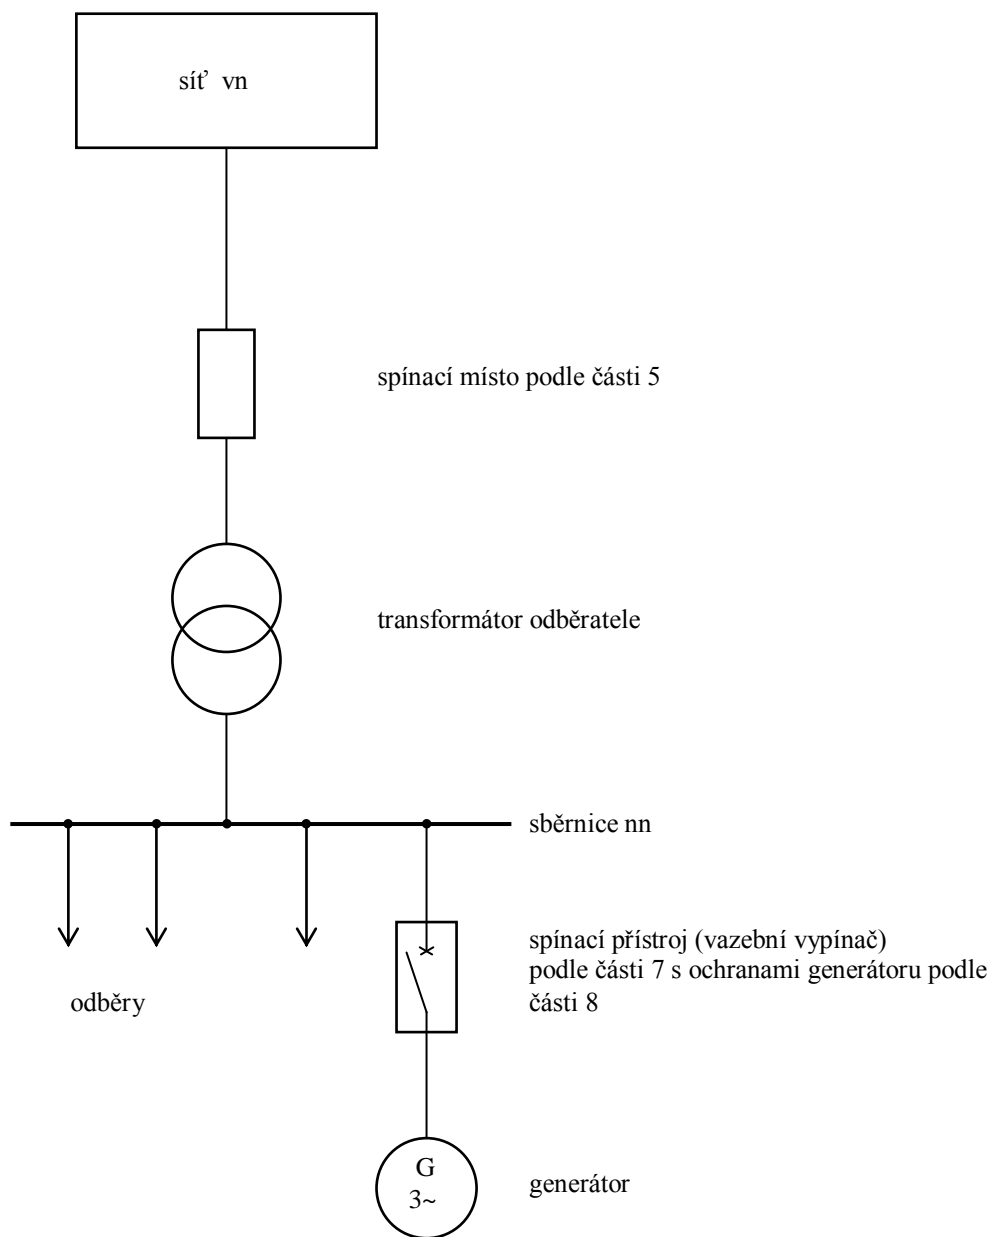 síť vn
spínací místo podle části 5
transformátor odběratele
sběrnice nn
spínací přístroj (vazební vypínač)
podle části 7 s ochranami generátoru podle
části 8
odběry
G
3~
generátor